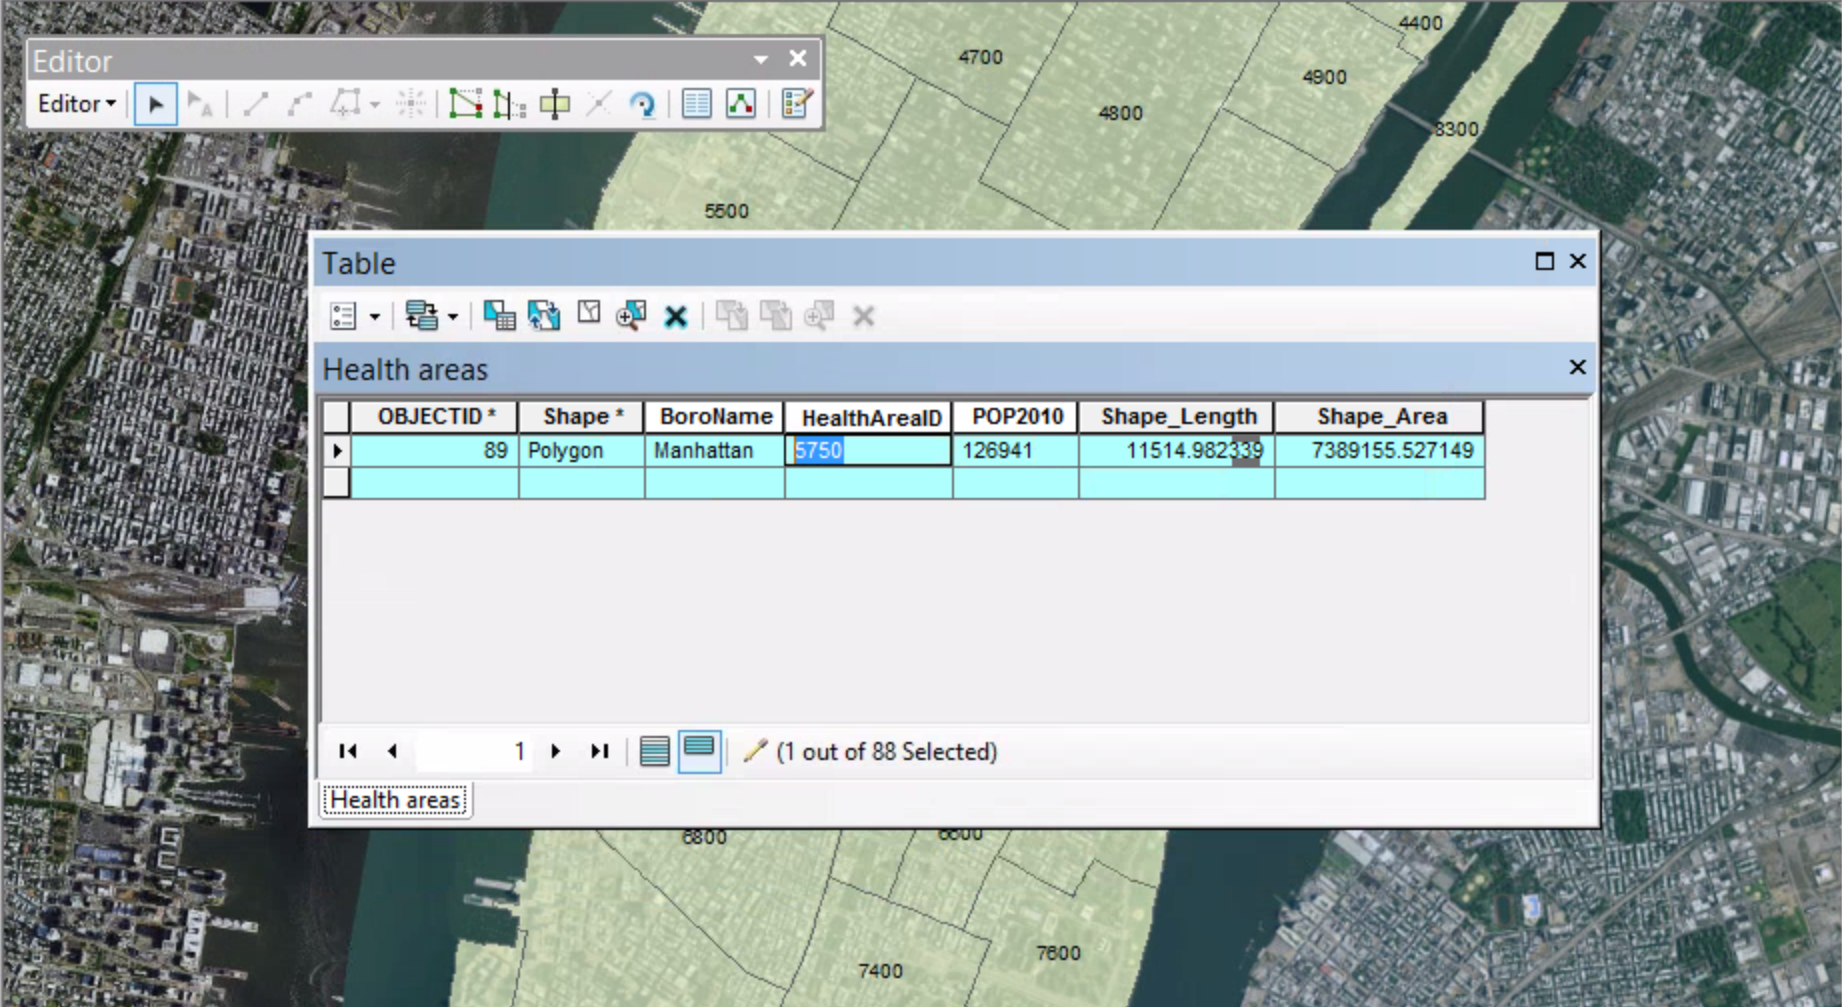 4400
Editor
4700
4900
Editor
4800
8300
5500
Table
Health areas
OBJECTID * Shape * BoroName HealthAreaID POP2010 Shape_Length Shape_Area
89 Polygon Manhattan 5750 126941 11514.982339 7389155.527149
1 (1 out of 88 Selected)
Health areas
6800
6600
7600
7400